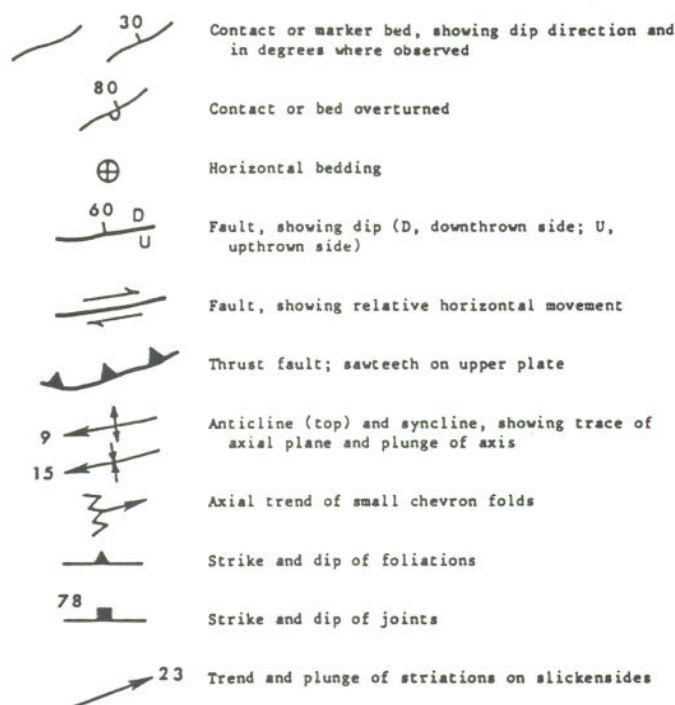 30 Contact or marker bed, showing dip direction and
in degrees where observed
80 Contact or bed overturned
Horizontal bedding
60 D U Fault, showing dip (D, downthrown side; U,
upthrown side)
Fault, showing relative horizontal movement
Thrust fault; sawteeth on upper plate
9 Anticline (top) and syncline, showing trace of
15 axial plane and plunge of axis
Axial trend of small chevron folds
Strike and dip of foliations
78 Strike and dip of joints
23 Trend and plunge of striations on slickensides